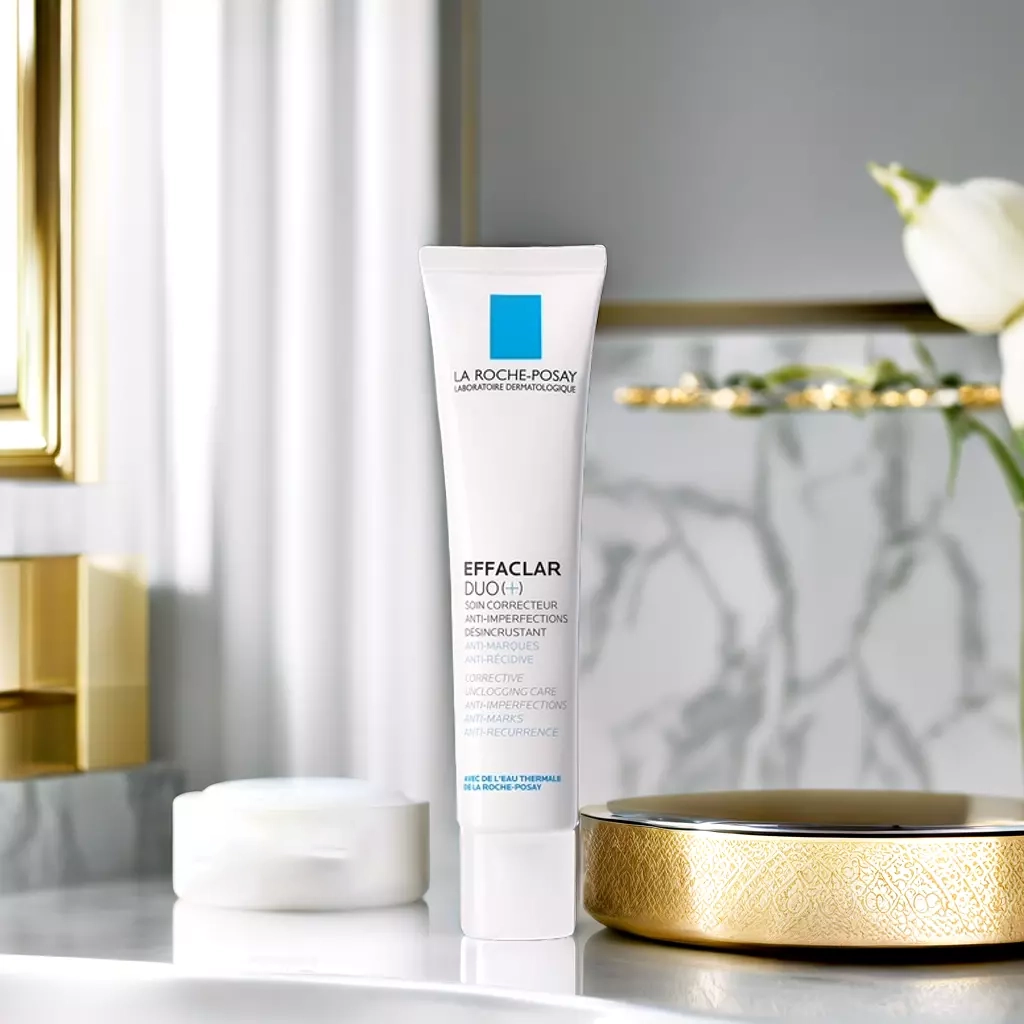 LA ROCHE-POSAY
LABORATOIRE DERMATOLOGIQUE
EFFACLAR
DUO(+)
SOIN CORRECTEUR
ANTI-IMPERFECTIONS
DÉSINCRUSTANT
ANTI-MARQUES
ANTI-RÉCIDIVE
CORRECTIVE
UNCLOGGING CARE
ANTI-IMPERFECTIONS
ANTI-MARKS
ANTI-RECURRENCE
AVEC DE L'EAU THERMALE
DE LA ROCHE-POSAY